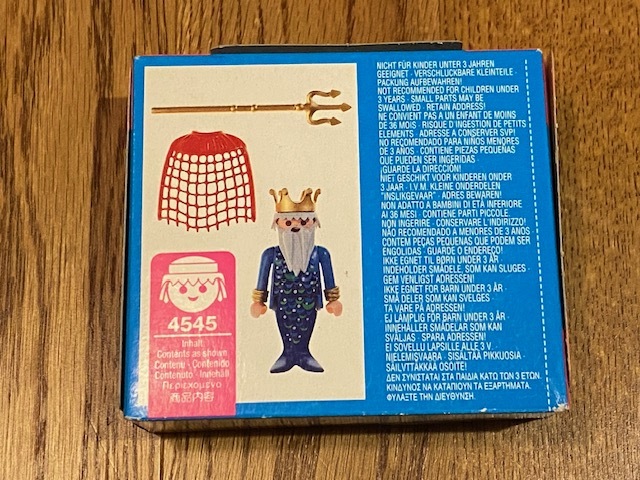 NICHT FÜR KINDER UNTER 3 JAHREN
GEEIGNET · VERSCHLUCKBARE KLEINTEILE ·
PACKUNG AUFBEWAHREN!
NOT RECOMMENDED FOR CHILDREN UNDER
3 YEARS · SMALL PARTS MAY BE
SWALLOWED · RETAIN ADDRESS!
NE CONVIENT PAS A UN ENFANT DE MOINS
DE 36 MOIS · RISQUE D'INGESTION DE PETITS
ELEMENTS · ADRESSE A CONSERVER SVP!
NO RECOMENDADO PARA NIÑOS MENORES
DE 3 AÑOS · CONTIENE PIEZAS PEQUEÑAS
QUE PUEDEN SER INGERIDAS ·
¡GUARDE LA DIRECCIÓN!
NIET GESCHIKT VOOR KINDEREN ONDER
3 JAAR · I.V.M. KLEINE ONDERDELEN
"INSLIKGEVAAR" · ADRES BEWAREN!
NON ADATTO A BAMBINI DI ETÀ INFERIORE
AI 36 MESI · CONTIENE PARTI PICCOLE.
NON INGERIRE · CONSERVARE L'INDIRIZZO!
NÃO RECOMENDADO A MENORES DE 3 ANOS
CONTEM PEÇAS PEQUENAS QUE PODEM SER
ENGOLIDAS · GUARDE O ENDEREÇO!
IKKE EGNET TIL BØRN UNDER 3 ÅR ·
INDEHOLDER SMÅDELE, SOM KAN SLUGES ·
GEM VENLIGST ADRESSEN!
IKKE EGNET FOR BARN UNDER 3 ÅR ·
SMÅ DELER SOM KAN SVELGES ·
TA VARE PÅ ADRESSEN!
EJ LÄMPLIG FÖR BARN UNDER 3 ÅR ·
INNEHÅLLER SMÅDELAR SOM KAN
SVÄLJAS · SPARA ADRESSEN!
EI SOVELLU LAPSILLE ALLE 3 V. ·
NIELEMISVAARA · SISÄLTÄÄ PIKKUOSIA ·
SÄILYTTÄKÄÄ OSOITE!
ΔΕΝ ΣΥΝΙΣΤΑΤΑΙ ΣΤΑ ΠΑΙΔΙΑ ΚΑΤΩ ΤΩΝ 3 ΕΤΩΝ.
ΚΙΝΔΥΝΟΣ ΝΑ ΚΑΤΑΠΙΟΥΝ ΤΑ ΕΞΑΡΤΗΜΑΤΑ.
ΦΥΛΑΞΤΕ ΤΗΝ ΔΙΕΥΘΥΝΣΗ.
4545
Inhalt
Contents as shown
Contenu · Contenido
Contenuto · Innehåll
Περιεχόμενο
商品内容